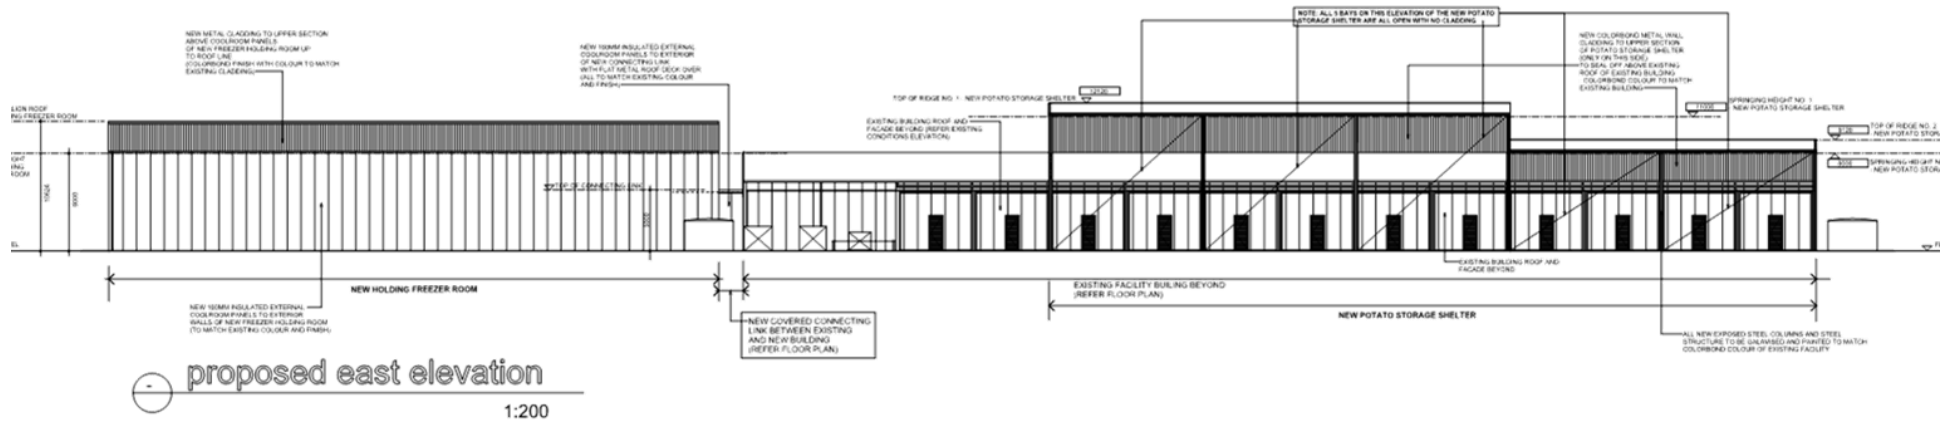 NOTE: ALL 5 BAYS ON THIS ELEVATION OF THE NEW POTATO
STORAGE SHELTER ARE ALL OPEN WITH NO CLADDING
NEW METAL CLADDING TO UPPER SECTION
ABOVE COOLROOM PANELS
OF NEW FREEZER HOLDING ROOM UP
TO ROOF LINE
(COLORBOND FINISH WITH COLOUR TO MATCH
EXISTING CLADDING)
NEW 100MM INSULATED EXTERNAL
COOLROOM PANELS TO EXTERIOR
OF NEW CONNECTING LINK
WITH FLAT METAL ROOF DECK OVER
(ALL TO MATCH EXISTING COLOUR
AND FINISH)
NEW COLORBOND METAL WALL
CLADDING TO UPPER SECTION
OF POTATO STORAGE SHELTER
(ONLY ON THIS SIDE)
TO SEAL OFF ABOVE EXISTING
ROOF OF EXISTING BUILDING
COLORBOND COLOUR TO MATCH
EXISTING BUILDING
12120
TOP OF RIDGE NO. 1 - NEW POTATO STORAGE SHELTER
11000
SPRINGING HEIGHT NO. 1
- NEW POTATO STORAGE SHELTER
LION ROOF
NG FREEZER ROOM
EXISTING BUILDING ROOF AND
FACADE BEYOND (REFER EXISTING
CONDITIONS ELEVATION)
TOP OF RIDGE NO. 2
- NEW POTATO STOR
SPRINGING HEIGHT N
- NEW POTATO STOR
GHT
ROOM
9000
TOP OF CONNECTING LINK
EXISTING BUILDING ROOF AND
FACADE BEYOND
NEW HOLDING FREEZER ROOM
EXISTING FACILITY BUILING BEYOND
(REFER FLOOR PLAN)
NEW POTATO STORAGE SHELTER
NEW 100MM INSULATED EXTERNAL
COOLROOM PANELS TO EXTERIOR
WALLS OF NEW FREEZER HOLDING ROOM
(TO MATCH EXISTING COLOUR AND FINISH)
NEW COVERED CONNECTING
LINK BETWEEN EXISTING
AND NEW BUILDING
(REFER FLOOR PLAN)
ALL NEW EXPOSED STEEL COLUMNS AND STEEL
STRUCTURE TO BE GALVANISED AND PAINTED TO MATCH
COLORBOND COLOUR OF EXISTING FACILITY
proposed east elevation
1:200